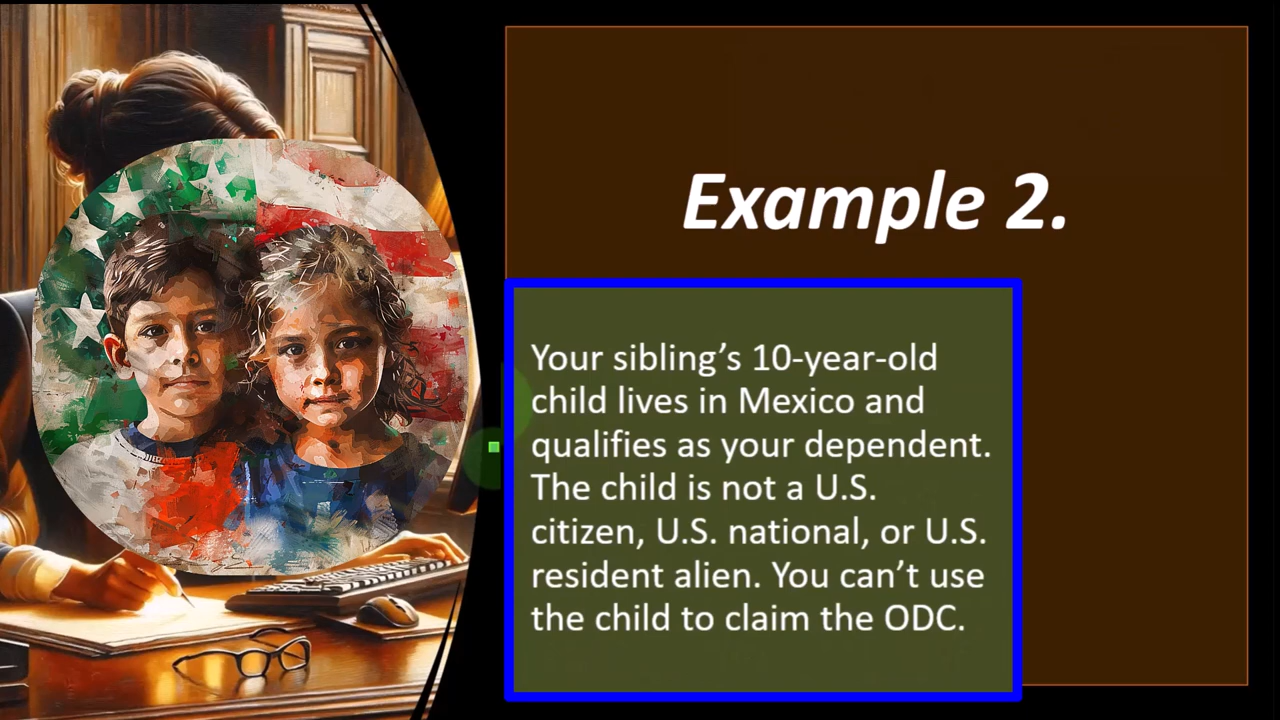 Example 2.
Your sibling’s 10-year-old
child lives in Mexico and
qualifies as your dependent.
The child is not a U.S.
citizen, U.S. national, or U.S.
resident alien. You can’t use
the child to claim the ODC.